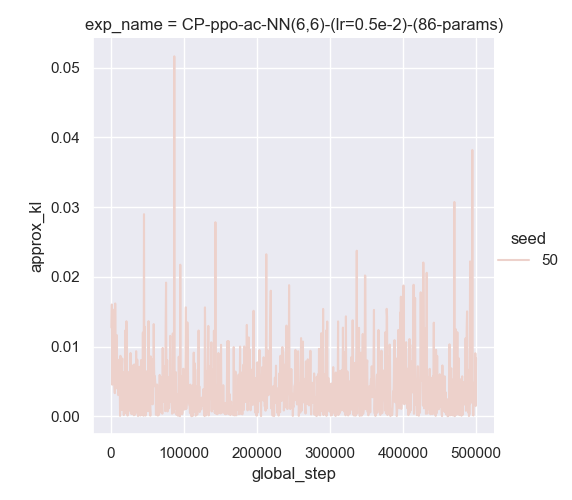 exp_name = CP-ppo-ac-NN(6,6)-(lr=0.5e-2)-(86-params)
0.05
0.04
0.03
0.02
0.01
0.00
approx_kl
seed
50
0 100000 200000 300000 400000 500000
global_step